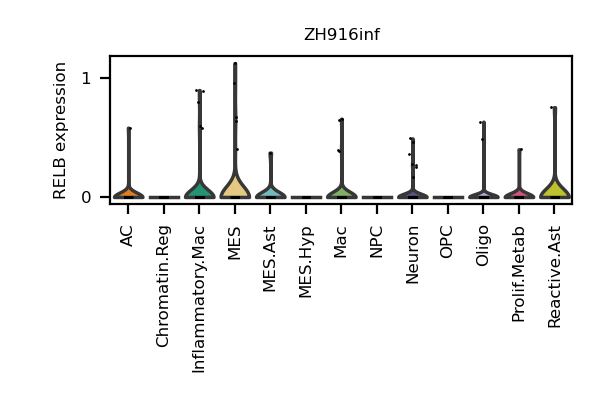 ZH916inf
RELB expression
1
0
AC
Chromatin.Reg
Inflammatory.Mac
MES
MES.Ast
MES.Hyp
Mac
NPC
Neuron
OPC
Oligo
Prolif.Metab
Reactive.Ast